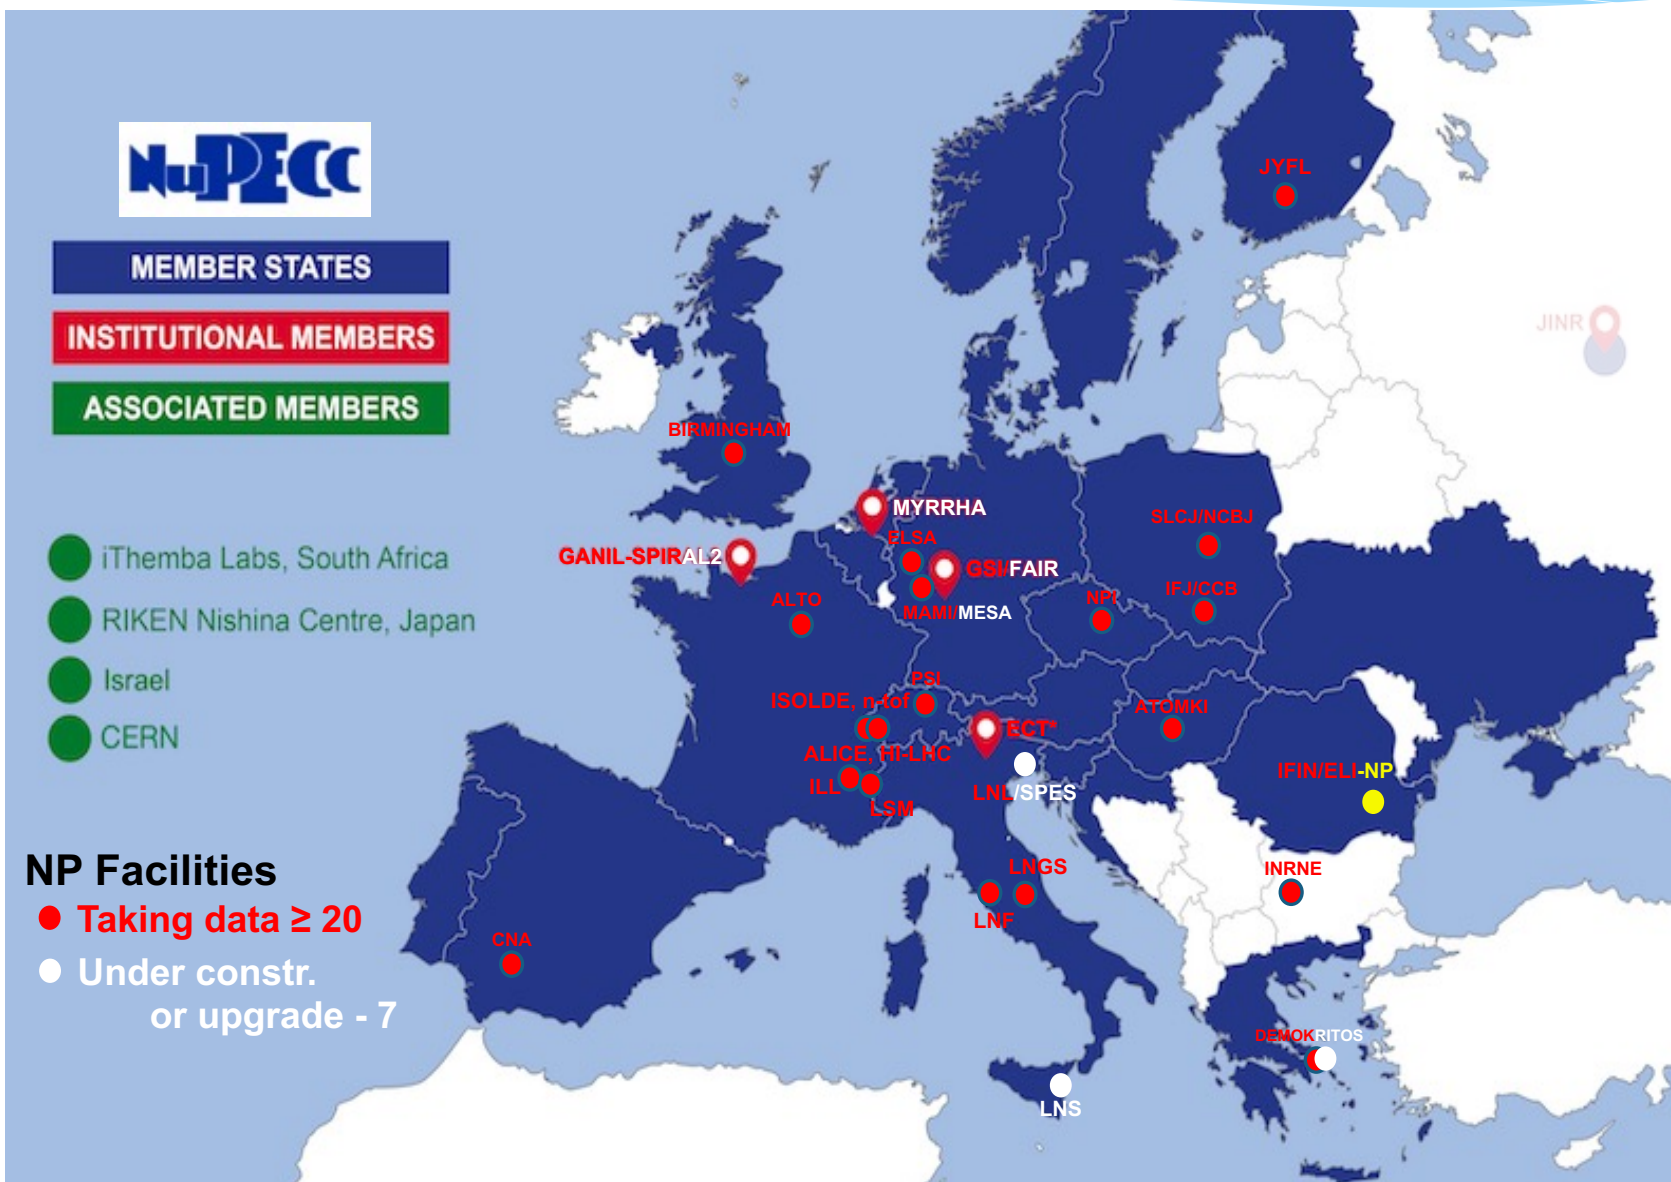 NuPECC
MEMBER STATES
INSTITUTIONAL MEMBERS
ASSOCIATED MEMBERS
iThemba Labs, South Africa
RIKEN Nishina Centre, Japan
Israel
CERN
NP Facilities
Taking data ≥ 20
Under constr.
or upgrade - 7
JYFL
JINR
BIRMINGHAM
MYRRHA
SLCJ/NCBJ
ELSA
GANIL-SPIRAL2
GSI/FAIR
ALTO
NPI
IFJ/CCB
MAMI/MESA
PSI
ISOLDE, n-tof
ATOMKI
ECT*
ALICE, HI-LHC
IFIN/ELI-NP
ILL
LNL/SPES
LSM
LNGS
INRNE
LNF
CNA
DEMOKRITOS
LNS